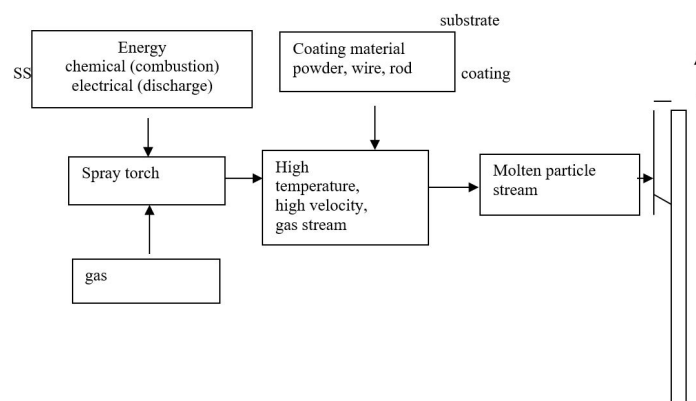 substrate
Energy
chemical (combustion)
electrical (discharge)
SS
Coating material
powder, wire, rod
coating
Spray torch
High
temperature,
high velocity,
gas stream
Molten particle
stream
gas